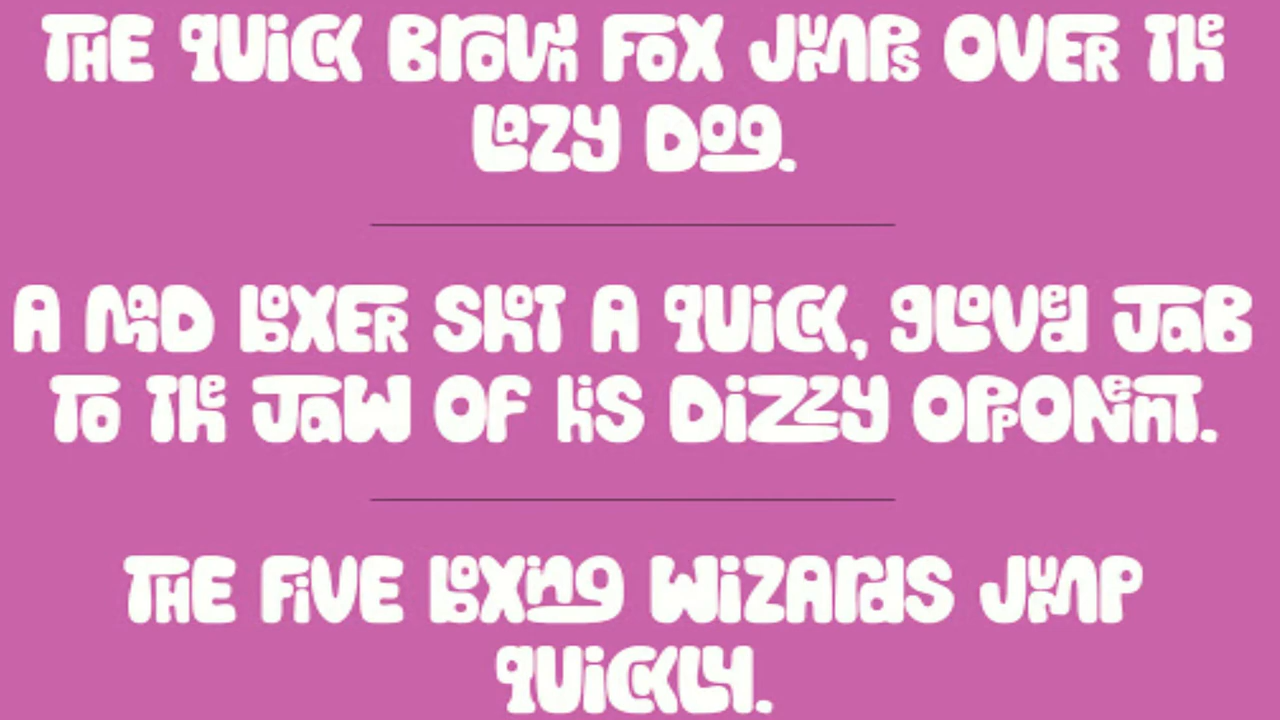 THE QUiCK BroWn FoX JuMPs OVER The
LaZY Dog.
A MaD boXER ShoT A QUiCK, gLoVed JaB
To The JaW OF hiS DiZZY OPpONenT.
THE FiVE boXing WiZARdS JuMP
QUiCKLY.